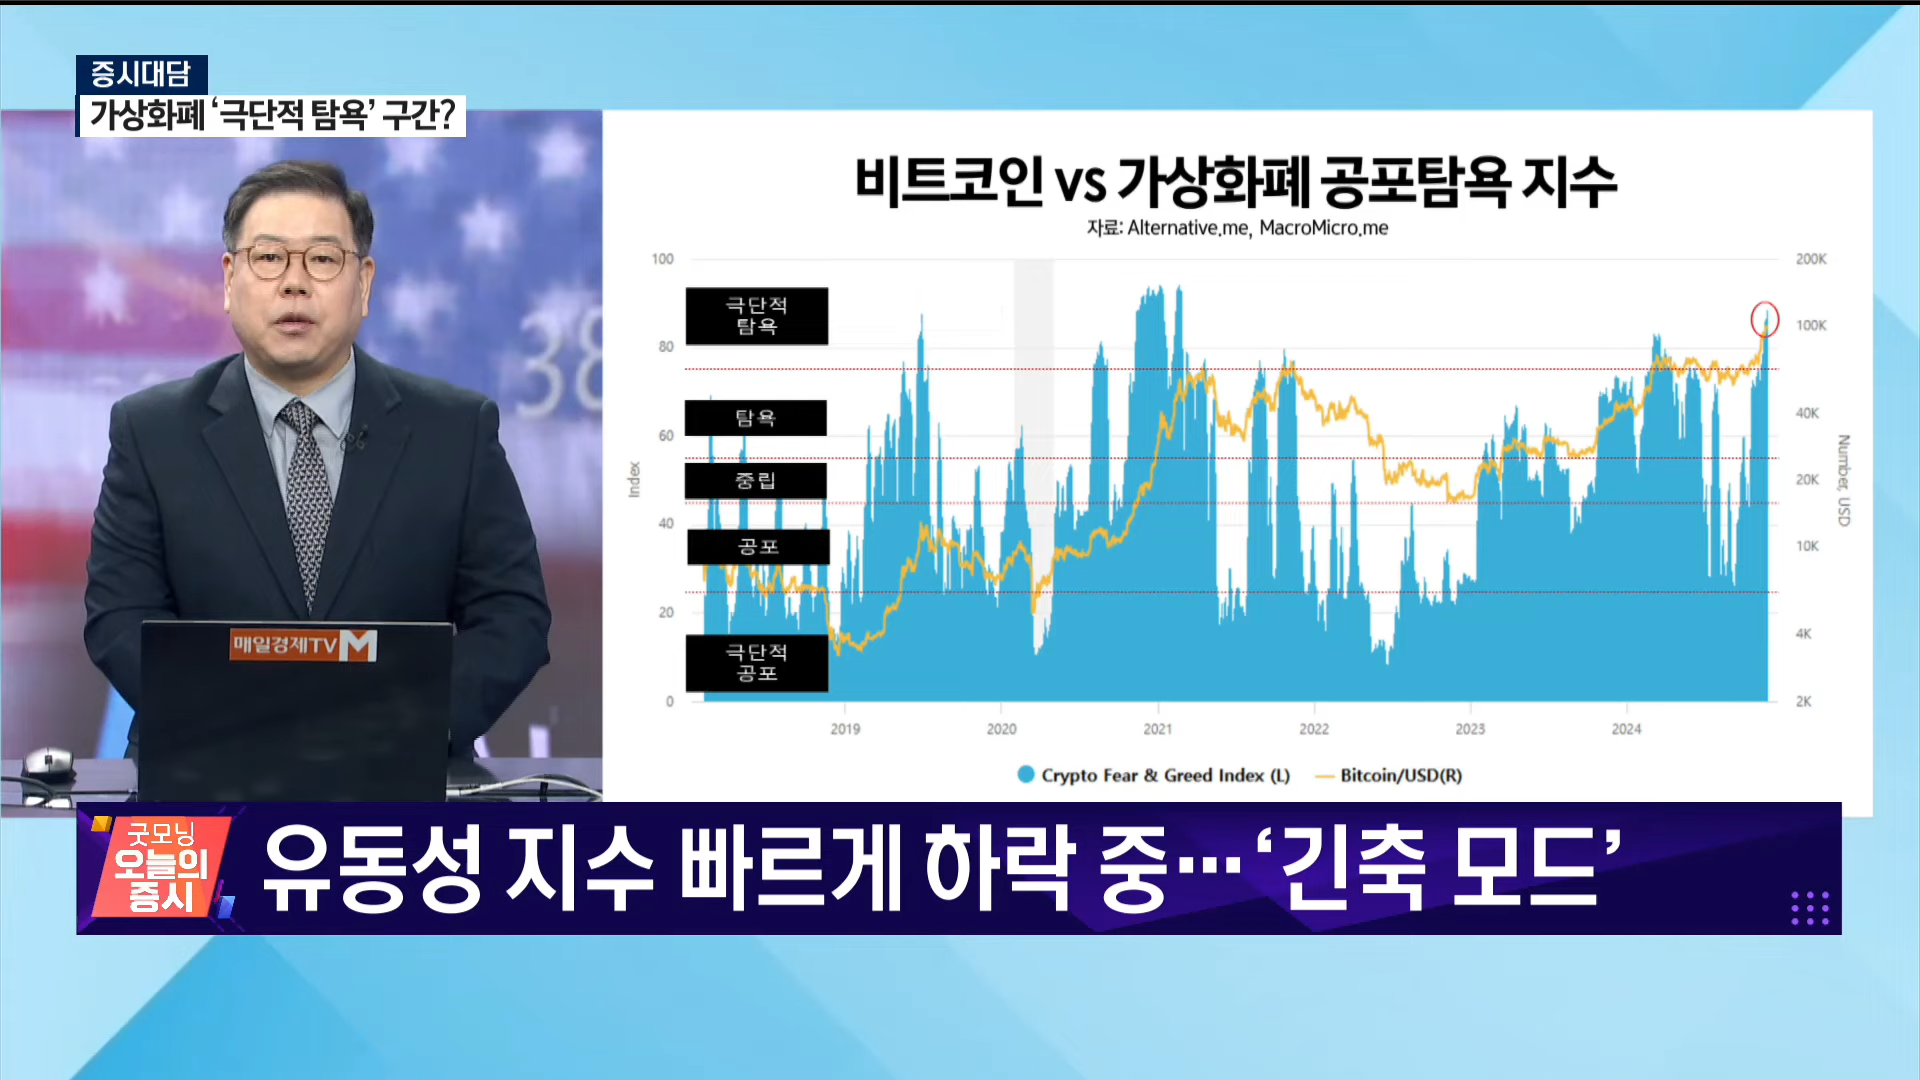 증시대담
가상화폐 ‘극단적 탐욕’ 구간?
38
매일경제TV M
비트코인 vs 가상화폐 공포탐욕 지수
자료: Alternative.me, MacroMicro.me
100
80
60
40
20
0
Index
극단적
탐욕
탐욕
중립
공포
극단적
공포
200K
100K
40K
20K
10K
4K
2K
Number, USD
2019 2020 2021 2022 2023 2024
Crypto Fear & Greed Index (L) Bitcoin/USD(R)
굿모닝
오늘의
증시
유동성 지수 빠르게 하락 중…‘긴축 모드’